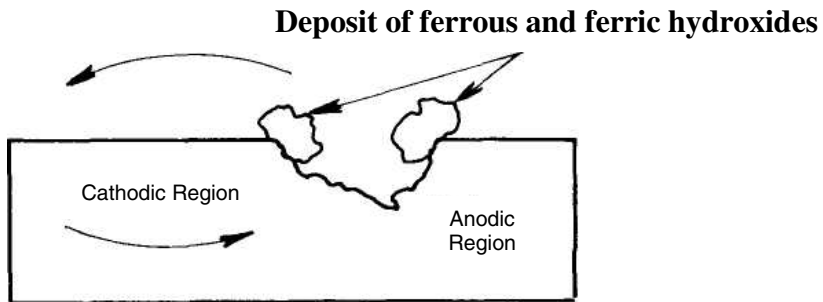 Deposit of ferrous and ferric hydroxides
Cathodic Region
Anodic
Region